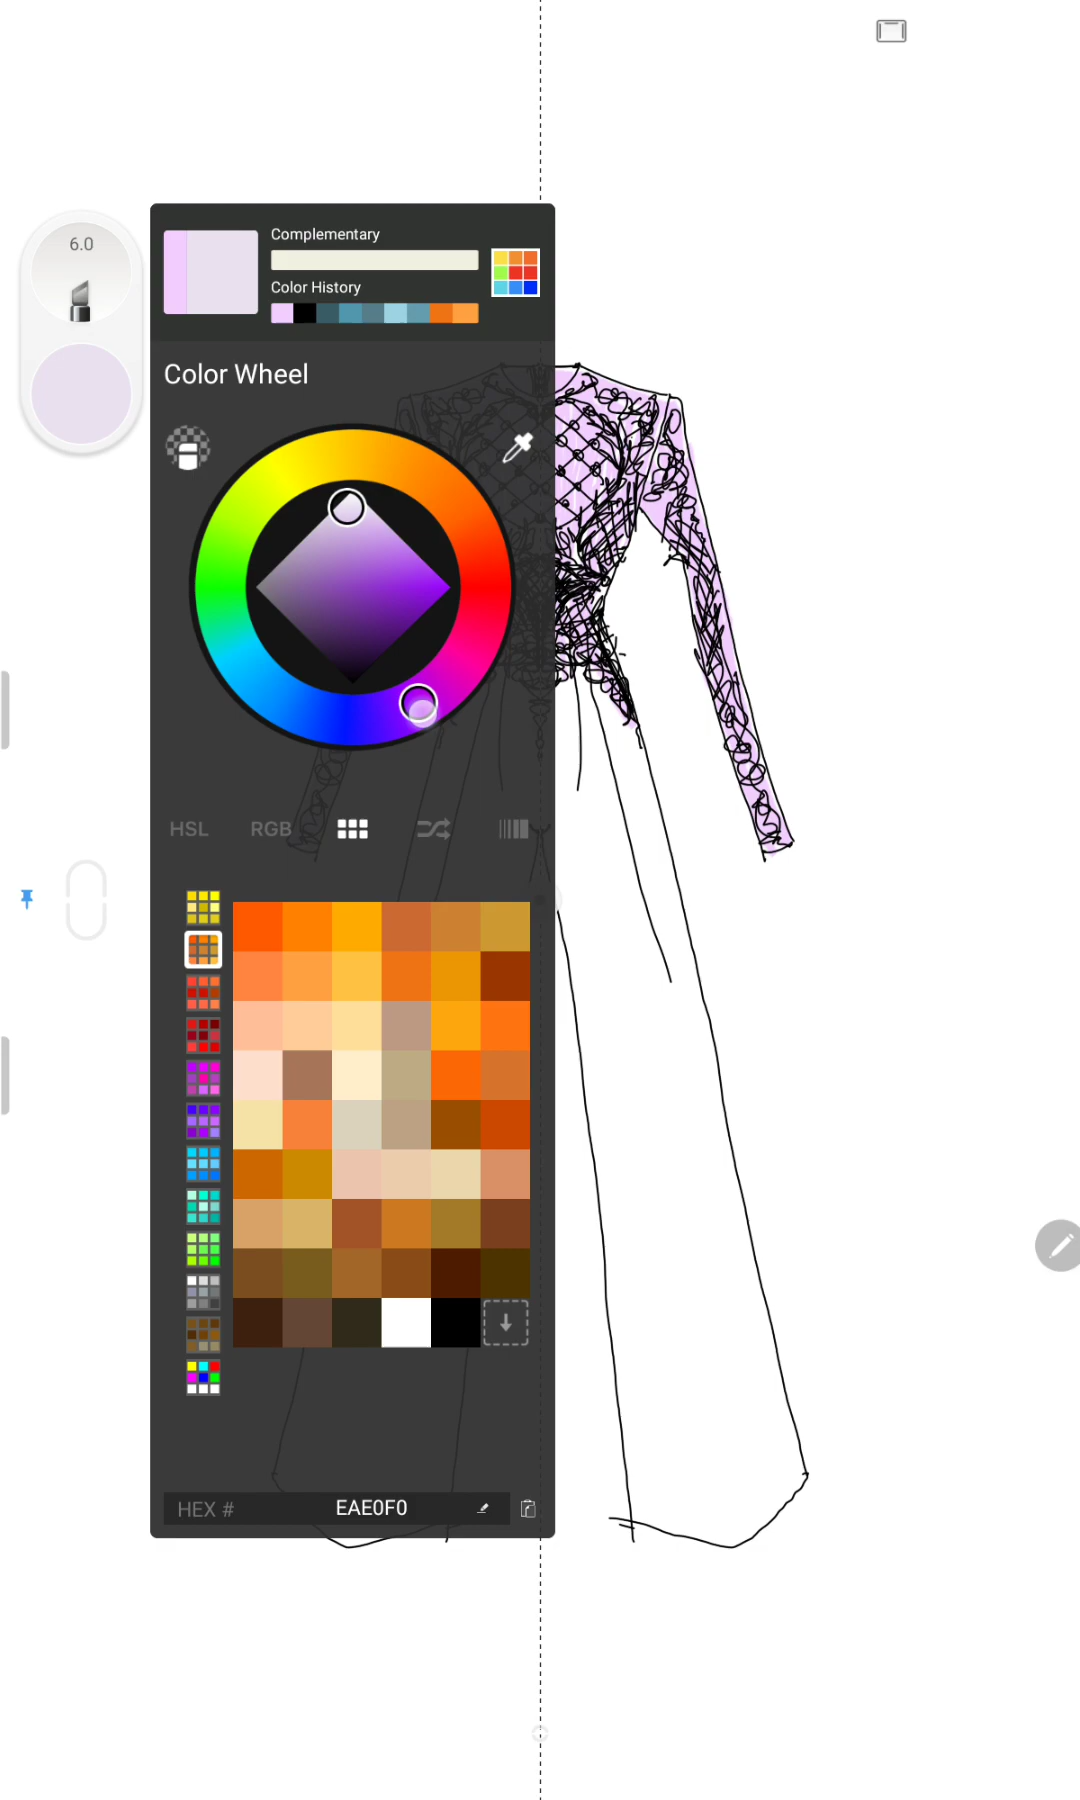 6.0
Complementary
Color History
Color Wheel
HSL RGB
HEX # EAE0F0